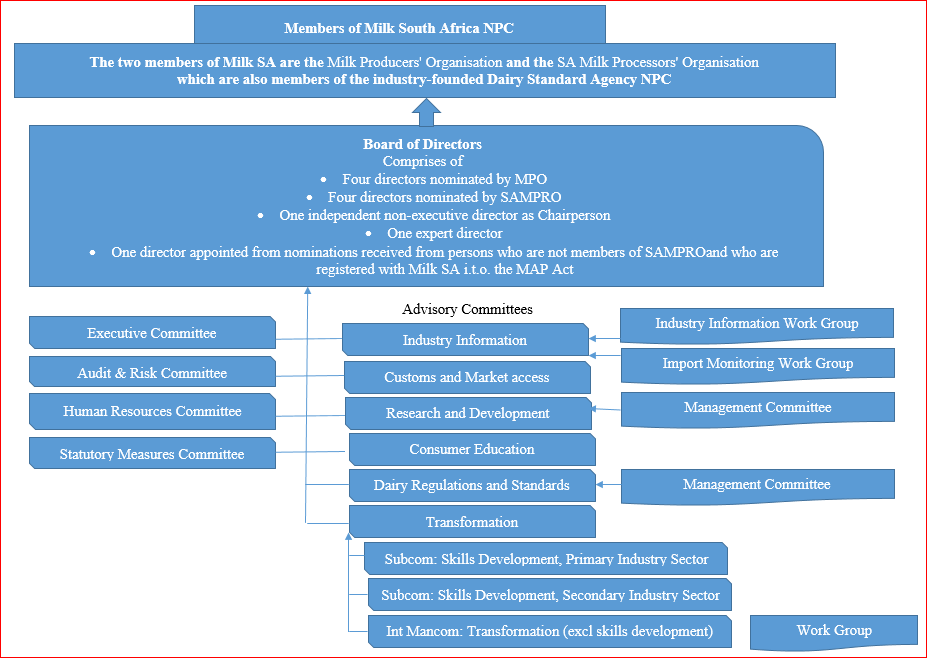 Members of Milk South Africa NPC
The two members of Milk SA are the Milk Producers' Organisation and the SA Milk Processors' Organisation
which are also members of the industry-founded Dairy Standard Agency NPC
Board of Directors
Comprises of
• Four directors nominated by MPO
• Four directors nominated by SAMPRO
• One independent non-executive director as Chairperson
• One expert director
• One director appointed from nominations received from persons who are not members of SAMPROand who are
registered with Milk SA i.t.o. the MAP Act
Advisory Committees
Executive Committee
Audit & Risk Committee
Human Resources Committee
Statutory Measures Committee
Industry Information
Customs and Market access
Research and Development
Consumer Education
Dairy Regulations and Standards
Transformation
Industry Information Work Group
Import Monitoring Work Group
Management Committee
Management Committee
Subcom: Skills Development, Primary Industry Sector
Subcom: Skills Development, Secondary Industry Sector
Int Mancom: Transformation (excl skills development)
Work Group